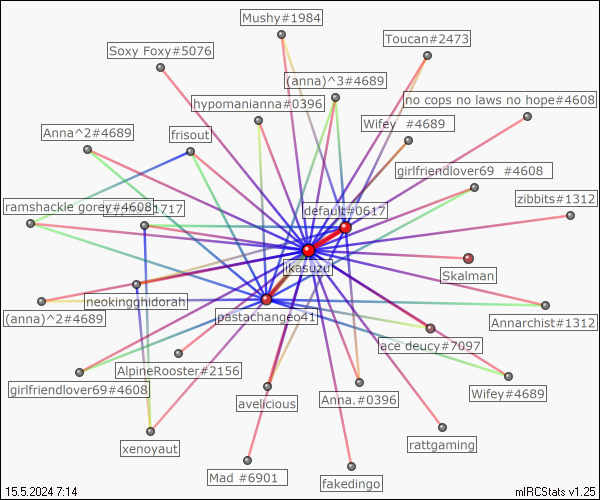 Mushy#1984
Toucan#2473
Soxy Foxy#5076
(anna)^3#4689
no cops no laws no hope#4608
hypomanianna#0396
Wifey #4689
Anna^2#4689
frisout
girlfriendlover69 #4608
zibbits#1312
ramshackle gorey#4608
1717
default#0617
ikasuzu
Skalman
neokingghidorah
(anna)^2#4689
pastachangeo41
Annarchist#1312
ace deucy#7097
AlpineRooster#2156
girlfriendlover69#4608
Wifey#4689
avelicious
Anna.#0396
xenoyaut
rattgaming
Mad #6901
fakedingo
15.5.2024 7:14
mIRCStats v1.25